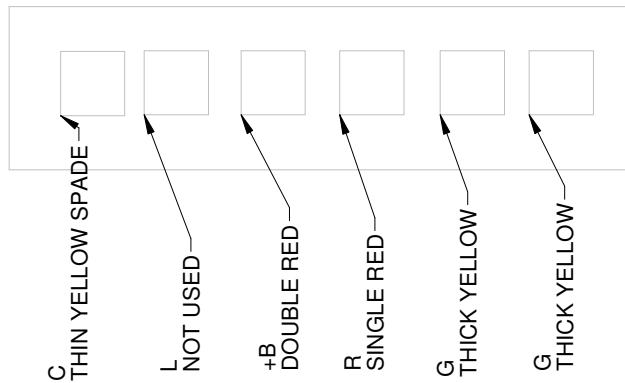 C
THIN YELLOW SPADE
L
NOT USED
+B
DOUBLE RED
R
SINGLE RED
G
THICK YELLOW
G
THICK YELLOW